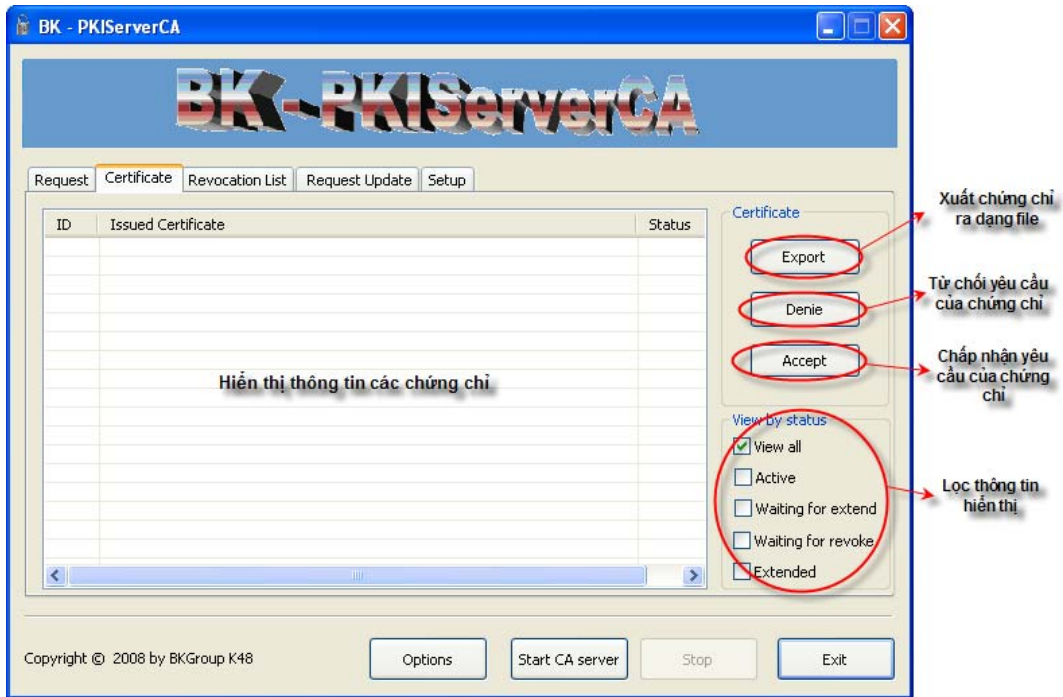 BK - PKIServerCA
BK - PKIServerCA
Request
Certificate
Revocation List
Request Update
Setup
ID
Issued Certificate
Status
Hiển thị thông tin các chứng chỉ
Certificate
Export
Denie
Accept
View by status
View all
Active
Waiting for extend
Waiting for revoke
Extended
Xuất chứng chỉ
ra dạng file
Từ chối yêu cầu
của chứng chỉ
Chấp nhận yêu
cầu của chứng
chỉ
Lọc thông tin
hiển thị
Copyright © 2008 by BKGroup K48
Options
Start CA server
Stop
Exit